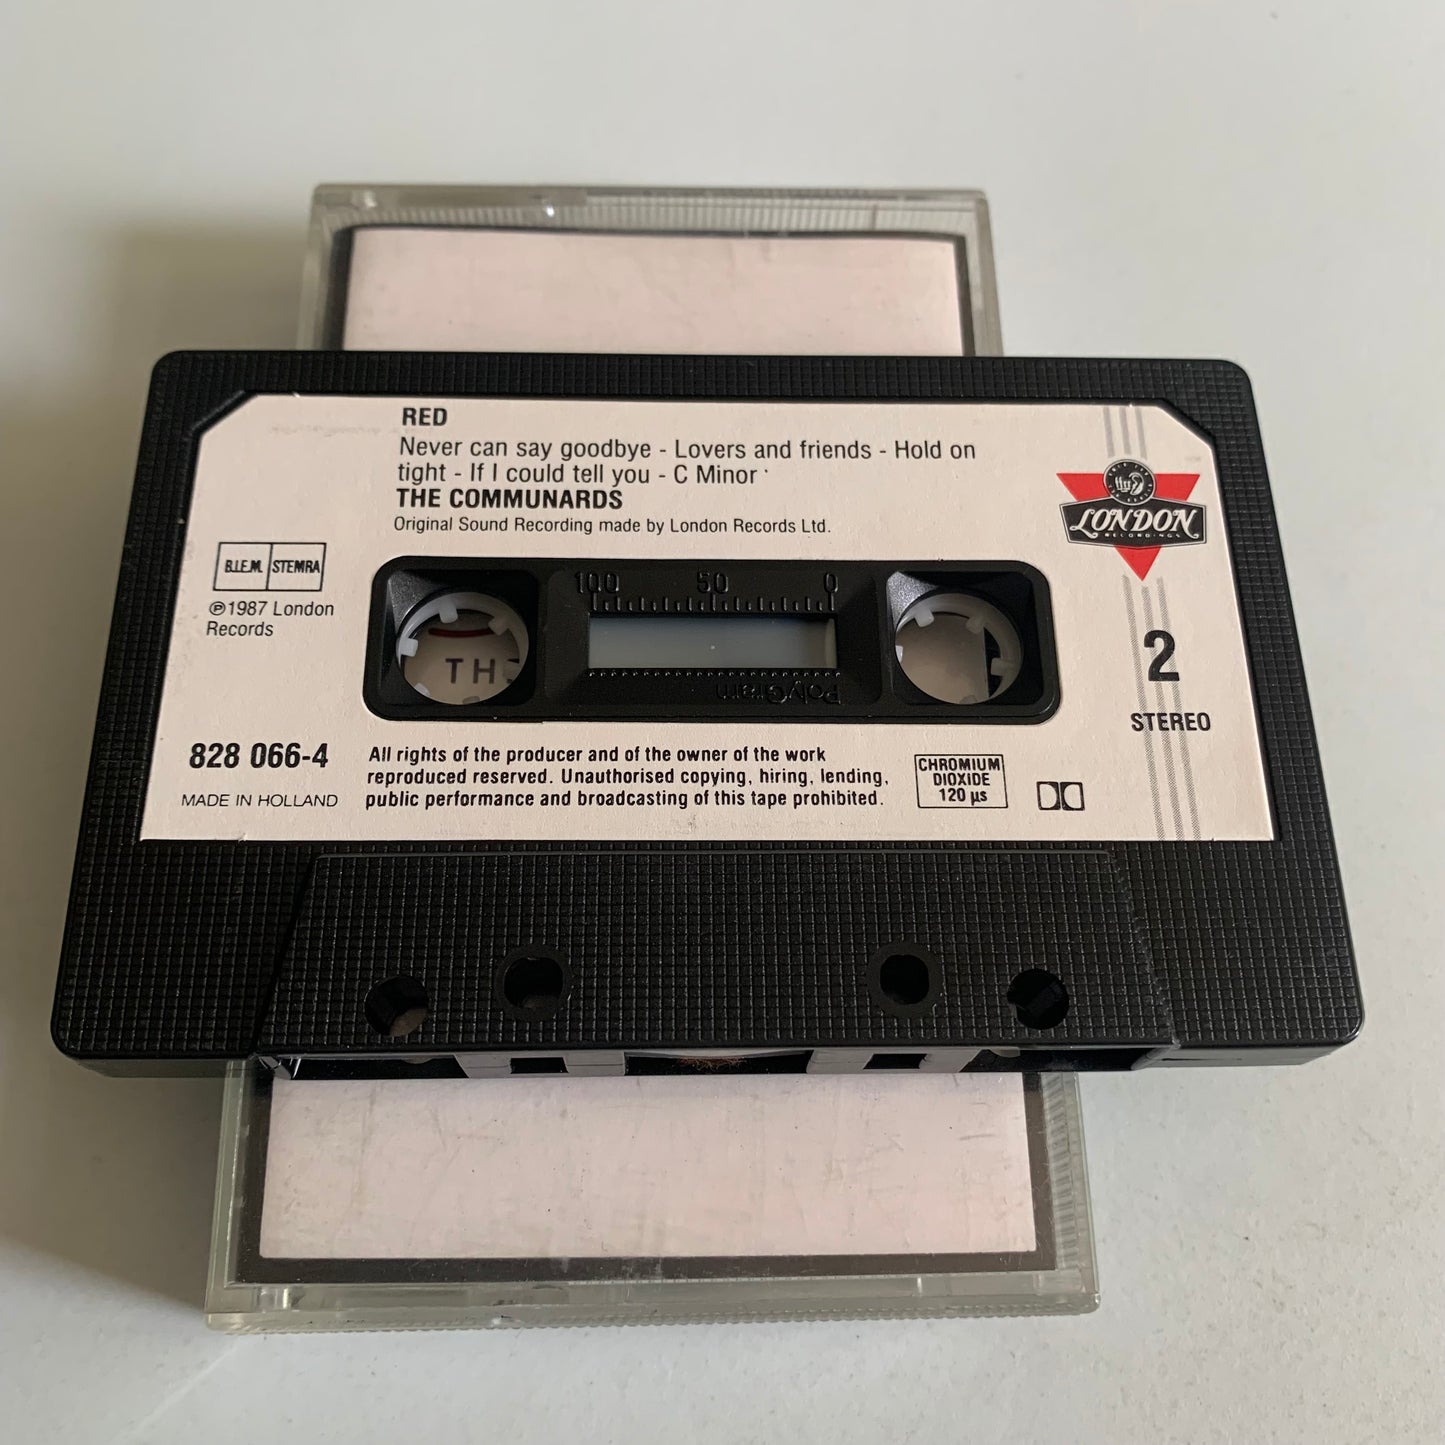 RED
Never can say goodbye - Lovers and friends - Hold on
tight - If I could tell you - C Minor
THE COMMUNARDS
Original Sound Recording made by London Records Ltd.
LONDON
RECORDINGS
B.I.E.M. STEMRA
℗1987 London
Records
100 50 0
TH
PolyGram
2
STEREO
828 066-4
MADE IN HOLLAND
All rights of the producer and of the owner of the work
reproduced reserved. Unauthorised copying, hiring, lending,
public performance and broadcasting of this tape prohibited.
CHROMIUM
DIOXIDE
120 µs